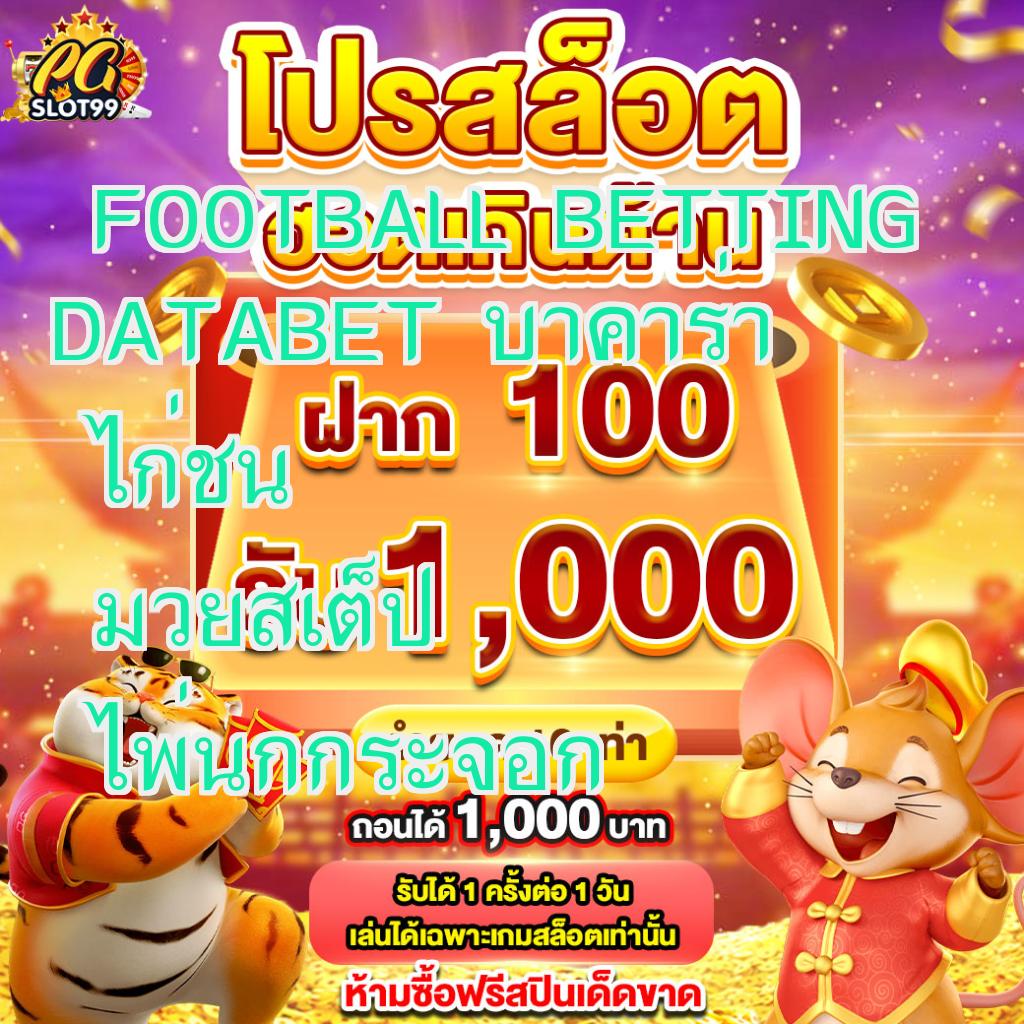 PG
SLOT99
โปรสล็อต
FOOTBALL BETTING
DATABET บาคาร่า
ฝาก 100
ไก่ชน
1,000
มวยสเต็ป
ไพ่นกกระจอก
ถอนได้ 1,000 บาท
รับได้ 1 ครั้งต่อ 1 วัน
เล่นได้เฉพาะเกมสล็อตเท่านั้น
ห้ามซื้อฟรีสปินเด็ดขาด